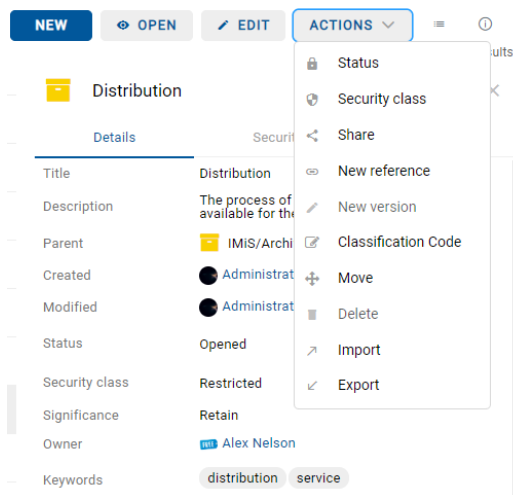 NEW
OPEN
EDIT
ACTIONS
Distribution
Details
Title
Distribution
Description
The process of
available for the
Parent
IMiS/Archi
Created
Administrat
Modified
Administrat
Status
Opened
Security class
Restricted
Significance
Retain
Owner
Alex Nelson
Keywords
distribution
service
Status
Security class
Share
New reference
New version
Classification Code
Move
Delete
Import
Export